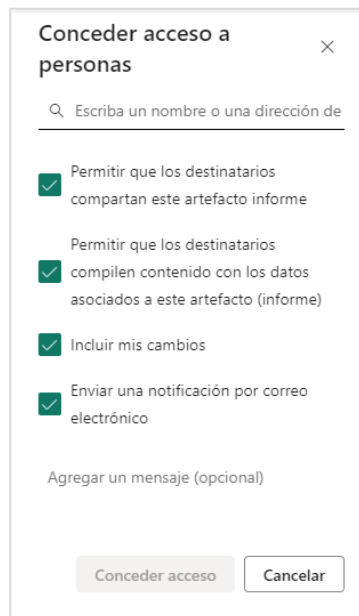 Conceder acceso a
personas
Escriba un nombre o una dirección de
Permitir que los destinatarios
compartan este artefacto informe
Permitir que los destinatarios
compilen contenido con los datos
asociados a este artefacto (informe)
Incluir mis cambios
Enviar una notificación por correo
electrónico
Agregar un mensaje (opcional)
Conceder acceso
Cancelar